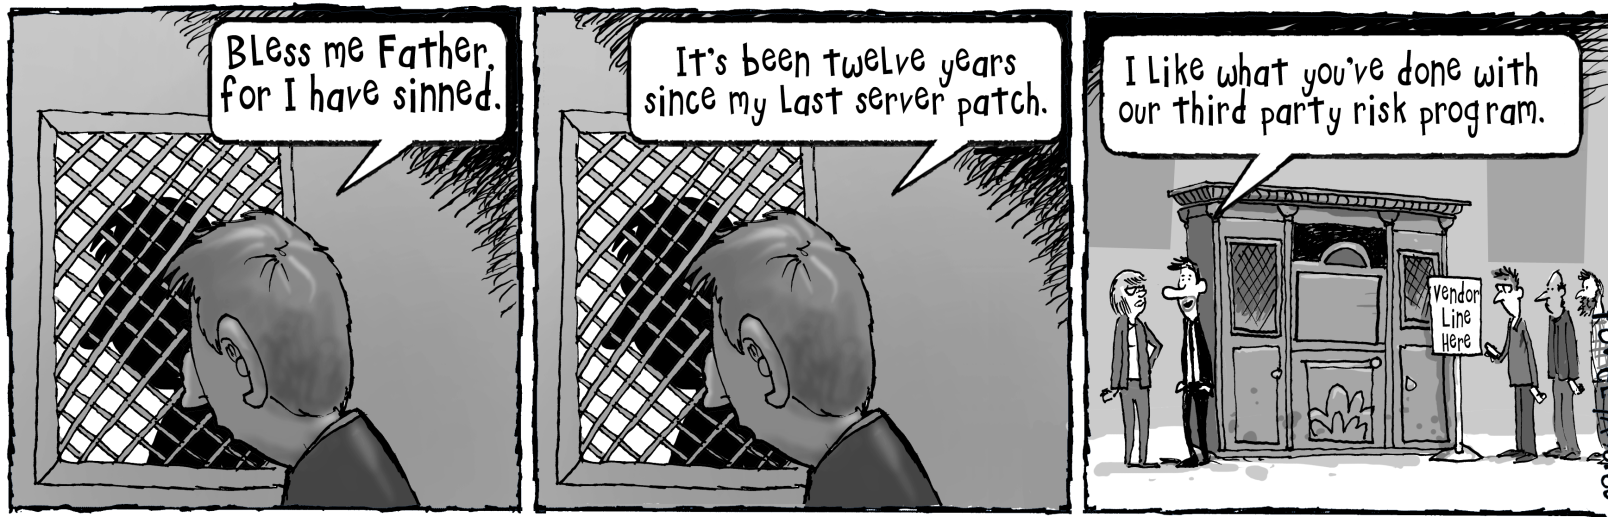 Bless me Father,
for I have sinned.
It's been twelve years
since my last server patch.
I like what you've done with
our third party risk program.
Vendor
Line
Here